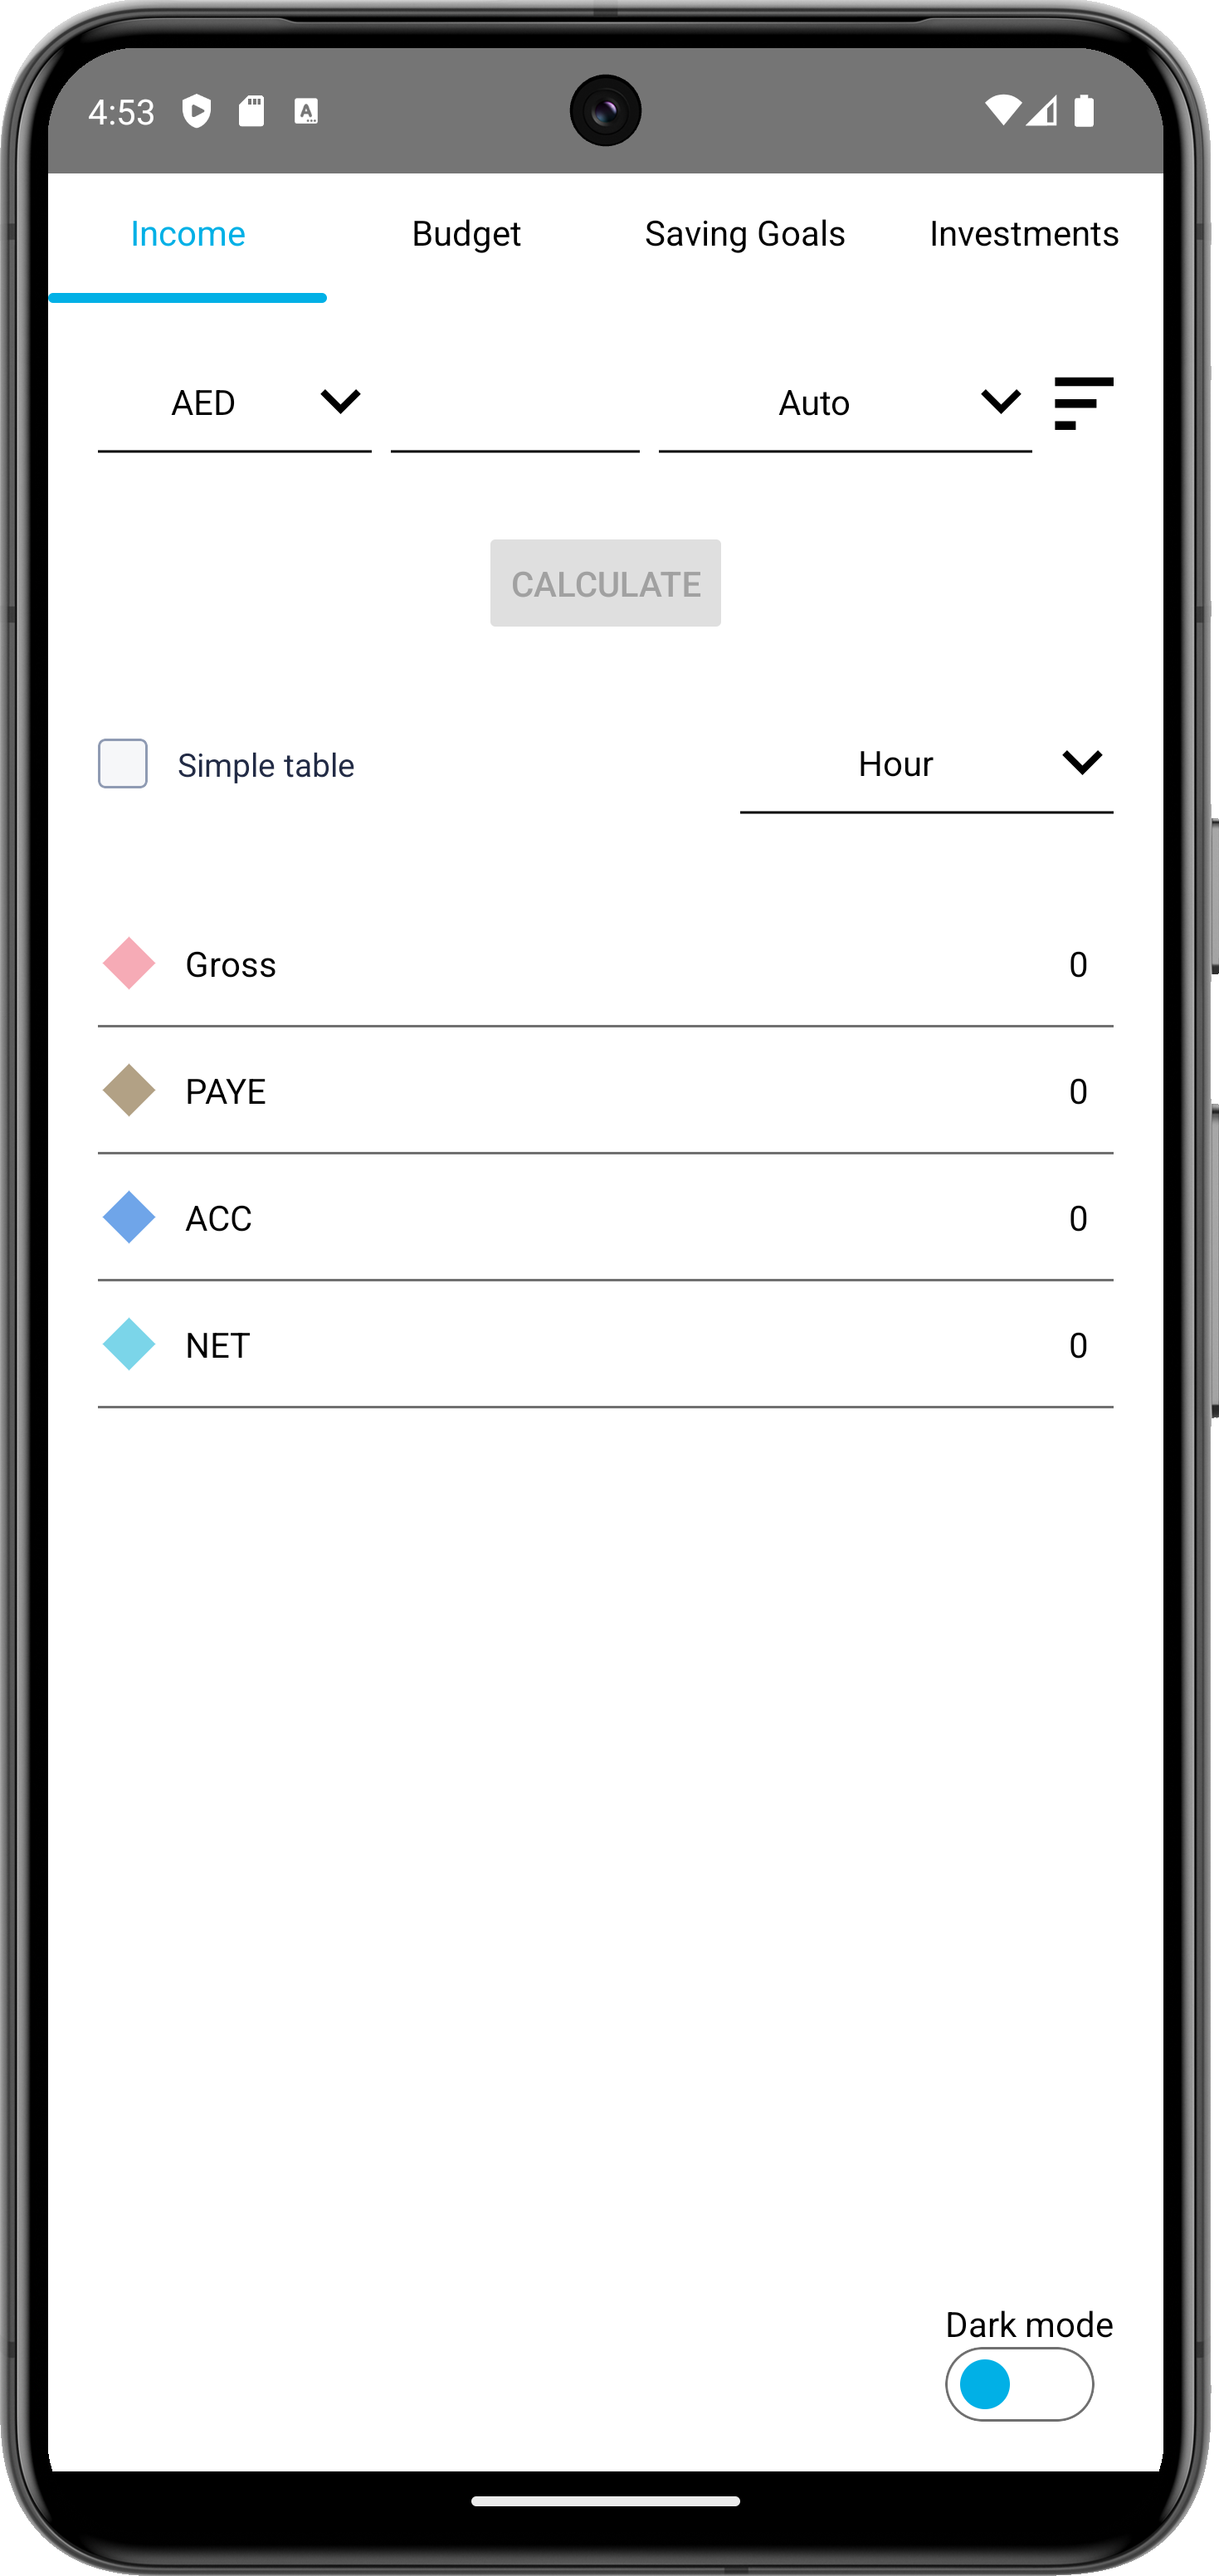 4:53
Income Budget Saving Goals Investments
AED Auto
CALCULATE
Simple table Hour
Gross 0
PAYE 0
ACC 0
NET 0
Dark mode